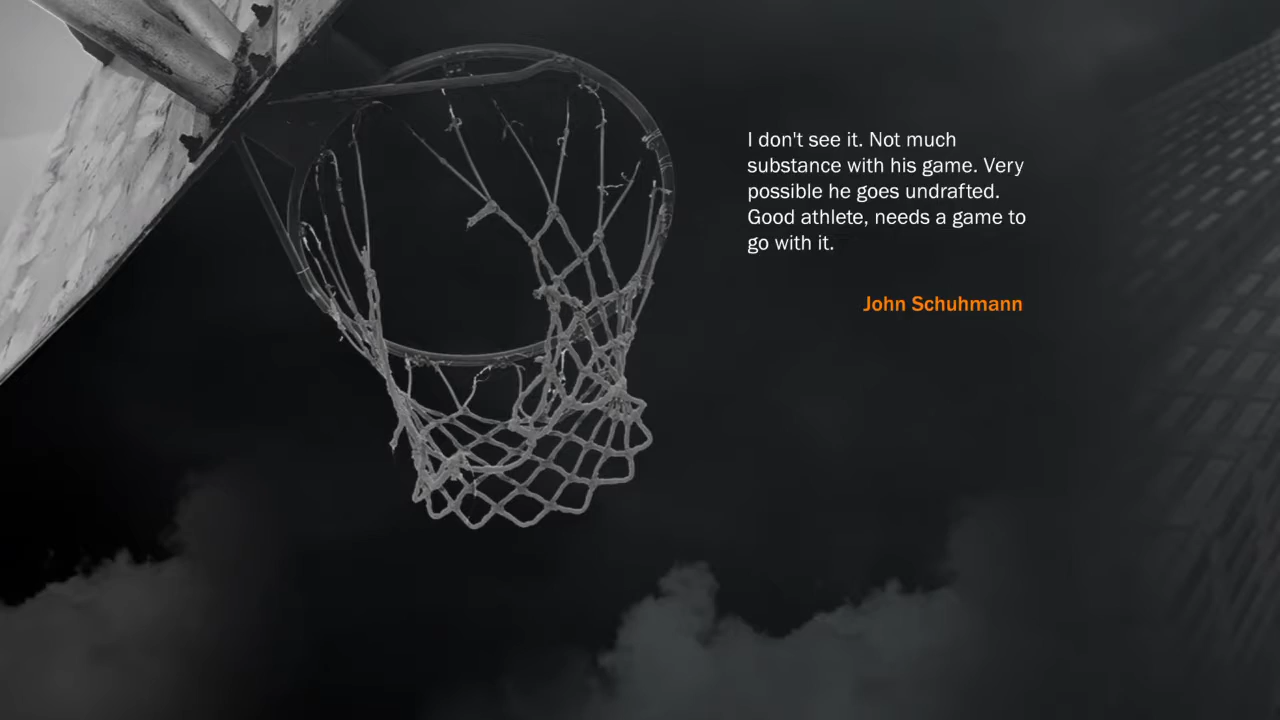 I don't see it. Not much
substance with his game. Very
possible he goes undrafted.
Good athlete, needs a game to
go with it.
John Schuhmann